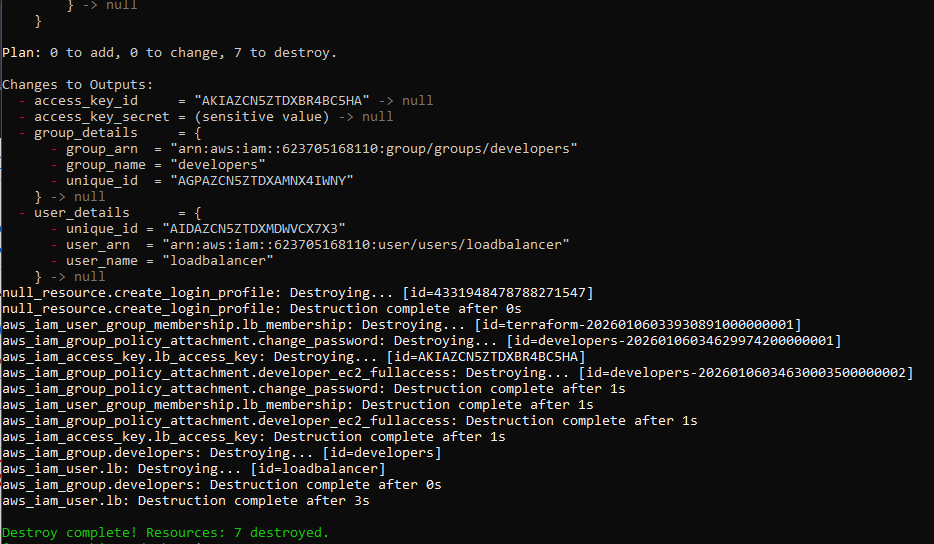 } -> null
}
Plan: 0 to add, 0 to change, 7 to destroy.
Changes to Outputs:
- access_key_id     = "AKIAZCN5ZTDXBR4BC5HA" -> null
- access_key_secret = (sensitive value) -> null
- group_details     = {
- group_arn  = "arn:aws:iam::623705168110:group/groups/developers"
- group_name = "developers"
- unique_id  = "AGPAZCN5ZTDXAMNX4IWNY"
} -> null
- user_details      = {
- unique_id = "AIDAZCN5ZTDXMDWVCX7X3"
- user_arn  = "arn:aws:iam::623705168110:user/users/loadbalancer"
- user_name = "loadbalancer"
} -> null
null_resource.create_login_profile: Destroying... [id=4331948478788271547]
null_resource.create_login_profile: Destruction complete after 0s
aws_iam_user_group_membership.lb_membership: Destroying... [id=terraform-20260106033930891000000001]
aws_iam_group_policy_attachment.change_password: Destroying... [id=developers-20260106034629974200000001]
aws_iam_access_key.lb_access_key: Destroying... [id=AKIAZCN5ZTDXBR4BC5HA]
aws_iam_group_policy_attachment.developer_ec2_fullaccess: Destroying... [id=developers-20260106034630003500000002]
aws_iam_group_policy_attachment.change_password: Destruction complete after 1s
aws_iam_user_group_membership.lb_membership: Destruction complete after 1s
aws_iam_group_policy_attachment.developer_ec2_fullaccess: Destruction complete after 1s
aws_iam_access_key.lb_access_key: Destruction complete after 1s
aws_iam_group.developers: Destroying... [id=developers]
aws_iam_user.lb: Destroying... [id=loadbalancer]
aws_iam_group.developers: Destruction complete after 0s
aws_iam_user.lb: Destruction complete after 3s
Destroy complete! Resources: 7 destroyed.